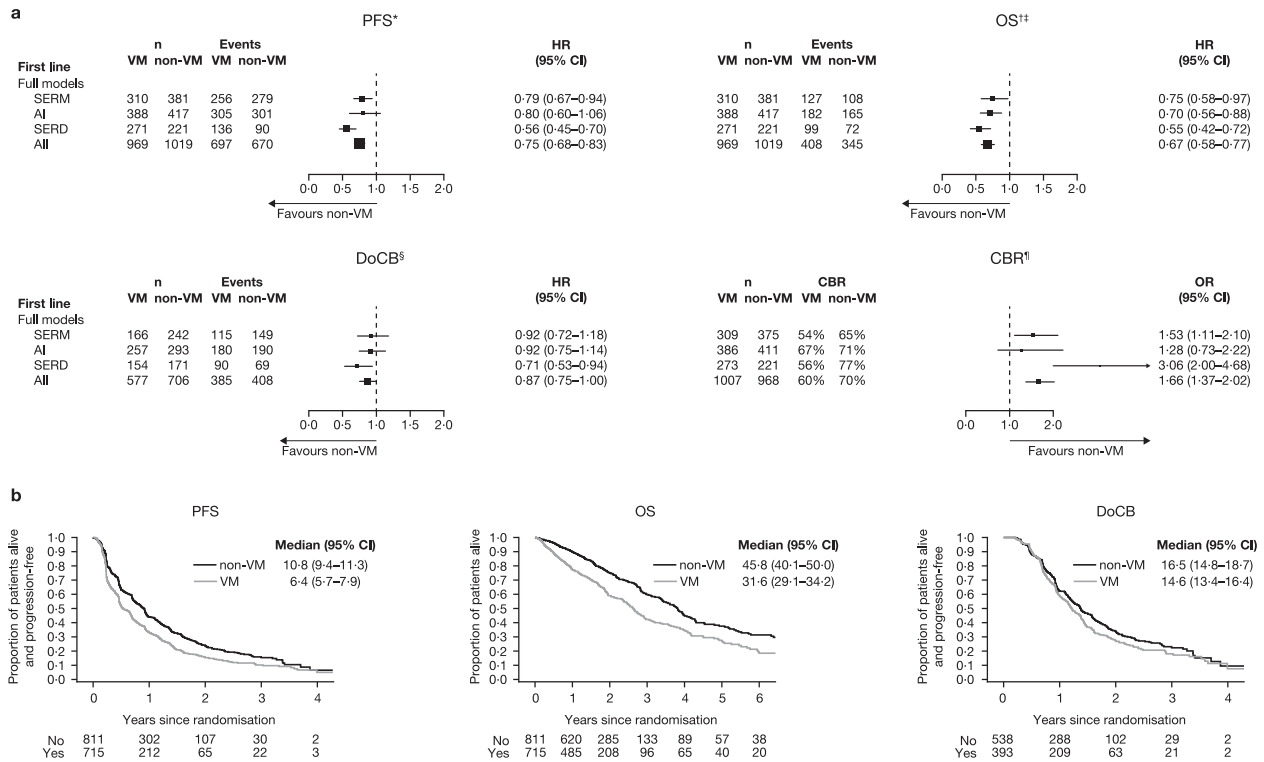 a
PFS*
n Events HR
VM non-VM VM non-VM (95% CI)
First line
Full models
SERM 310 381 256 279 0·79 (0·67–0·94)
AI 388 417 305 301 0·80 (0·60–1·06)
SERD 271 221 136 90 0·56 (0·45–0·70)
All 969 1019 697 670 0·75 (0·68–0·83)
0·0 0·5 1·0 1·5 2·0
Favours non-VM
OS†‡
n Events HR
VM non-VM VM non-VM (95% CI)
310 381 127 108 0·75 (0·58–0·97)
388 417 182 165 0·70 (0·56–0·88)
271 221 99 72 0·55 (0·42–0·72)
969 1019 408 345 0·67 (0·58–0·77)
0·0 0·5 1·0 1·5 2·0
Favours non-VM
DoCB§
n Events HR
VM non-VM VM non-VM (95% CI)
First line
Full models
SERM 166 242 115 149 0·92 (0·72–1·18)
AI 257 293 180 190 0·92 (0·75–1·14)
SERD 154 171 90 69 0·71 (0·53–0·94)
All 577 706 385 408 0·87 (0·75–1·00)
0·0 0·5 1·0 1·5 2·0
Favours non-VM
CBR¶
n CBR OR
VM non-VM VM non-VM (95% CI)
309 375 54% 65% 1·53 (1·11–2·10)
386 411 67% 71% 1·28 (0·73–2·22)
273 221 56% 77% 3·06 (2·00–4·68)
1007 968 60% 70% 1·66 (1·37–2·02)
0·0 1·0 2·0
Favours non-VM
b
PFS
Proportion of patients alive
and progression-free
1·0
0·9
0·8
0·7
0·6
0·5
0·4
0·3
0·2
0·1
0·0
Median (95% CI)
non-VM 10·8 (9·4–11·3)
VM 6·4 (5·7–7·9)
0 1 2 3 4
Years since randomisation
No 811 302 107 30 2
Yes 715 212 65 22 3
OS
Proportion of patients alive
and progression-free
1·0
0·9
0·8
0·7
0·6
0·5
0·4
0·3
0·2
0·1
0·0
Median (95% CI)
non-VM 45·8 (40·1–50·0)
VM 31·6 (29·1–34·2)
0 1 2 3 4 5 6
Years since randomisation
No 811 620 285 133 89 57 38
Yes 715 485 208 96 65 40 20
DoCB
Proportion of patients alive
and progression-free
1·0
0·9
0·8
0·7
0·6
0·5
0·4
0·3
0·2
0·1
0·0
Median (95% CI)
non-VM 16·5 (14·8–18·7)
VM 14·6 (13·4–16·4)
0 1 2 3 4
Years since randomisation
No 538 288 102 29 2
Yes 393 209 63 21 2